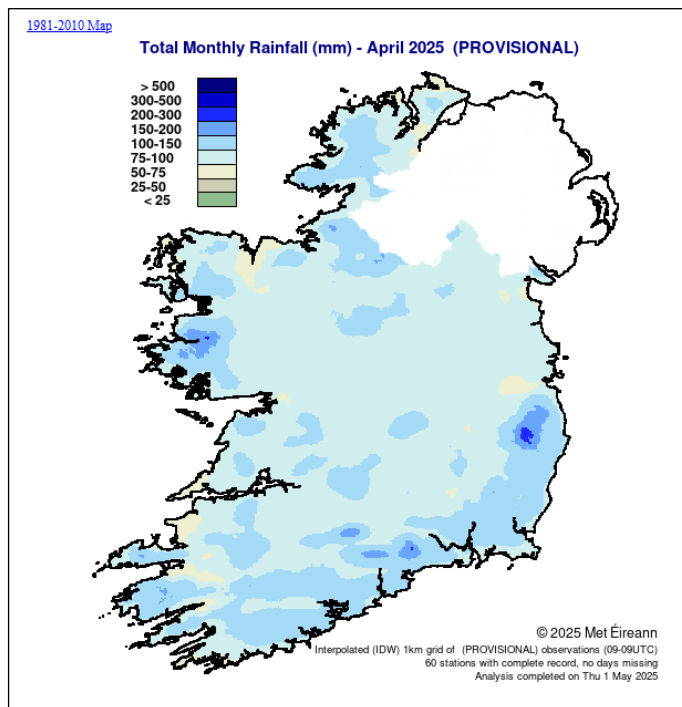 1981-2010 Map
Total Monthly Rainfall (mm) - April 2025 (PROVISIONAL)
> 500
300-500
200-300
150-200
100-150
75-100
50-75
25-50
< 25
© 2025 Met Éireann
Interpolated (IDW) 1km grid of (PROVISIONAL) observations (09-09UTC)
60 stations with complete record, no days missing
Analysis completed on Thu 1 May 2025